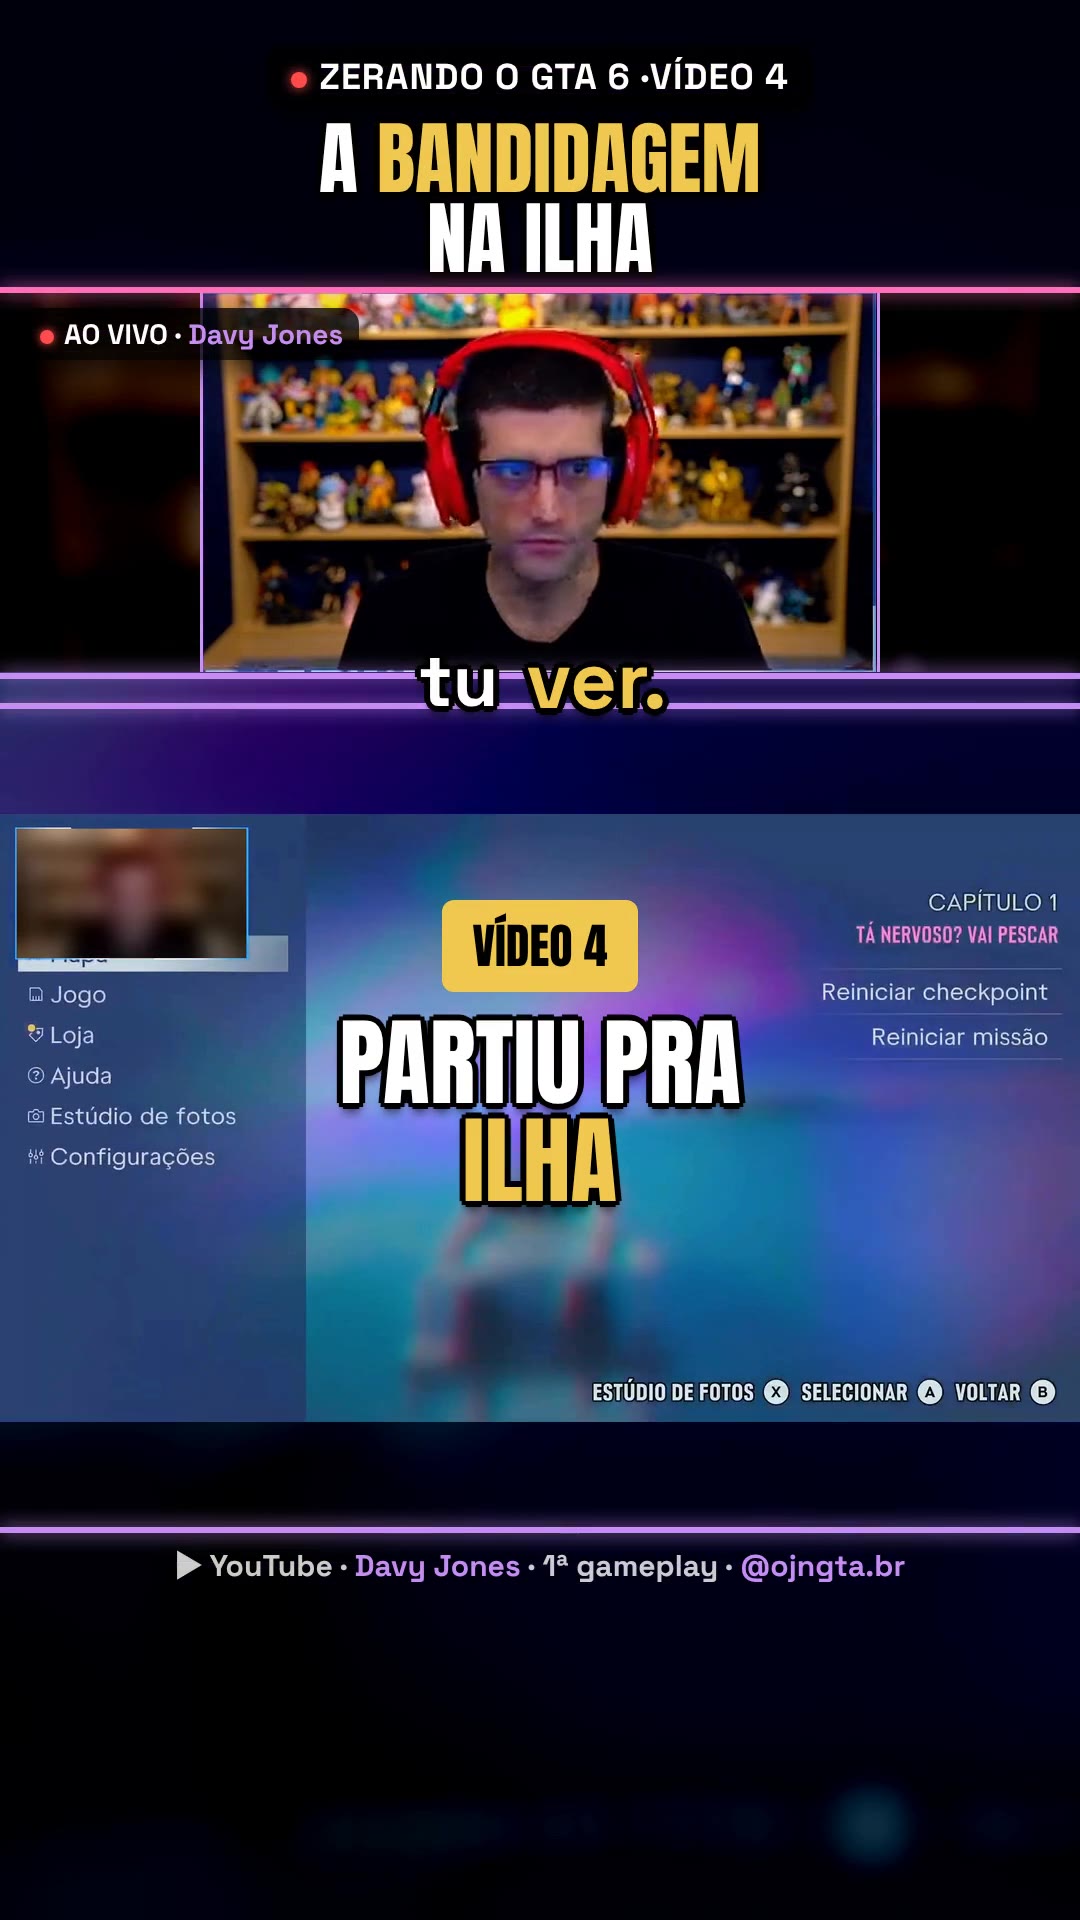 ZERANDO O GTA 6 ·VÍDEO 4
A BANDIDAGEM
NA ILHA
AO VIVO · Davy Jones
tu ver.
CAPÍTULO 1
TÁ NERVOSO? VAI PESCAR
Reiniciar checkpoint
Reiniciar missão
Mapa
Jogo
Loja
Ajuda
Estúdio de fotos
Configurações
VÍDEO 4
PARTIU PRA
ILHA
ESTÚDIO DE FOTOS X SELECIONAR A VOLTAR B
YouTube · Davy Jones · 1ª gameplay · @ojngta.br